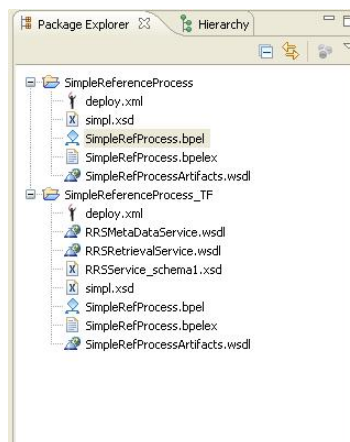 Package Explorer Hierarchy
SimpleReferenceProcess
deploy.xml
simpl.xsd
SimpleRefProcess.bpel
SimpleRefProcess.bpelex
SimpleRefProcessArtifacts.wsdl
SimpleReferenceProcess_TF
deploy.xml
RRSMetaDataService.wsdl
RRSRetrievalService.wsdl
RRSService_schema1.xsd
simpl.xsd
SimpleRefProcess.bpel
SimpleRefProcess.bpelex
SimpleRefProcessArtifacts.wsdl